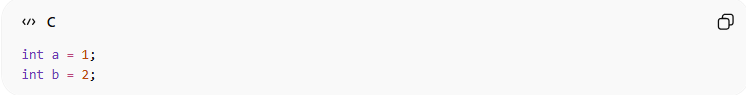 </> C
int a = 1;
int b = 2;